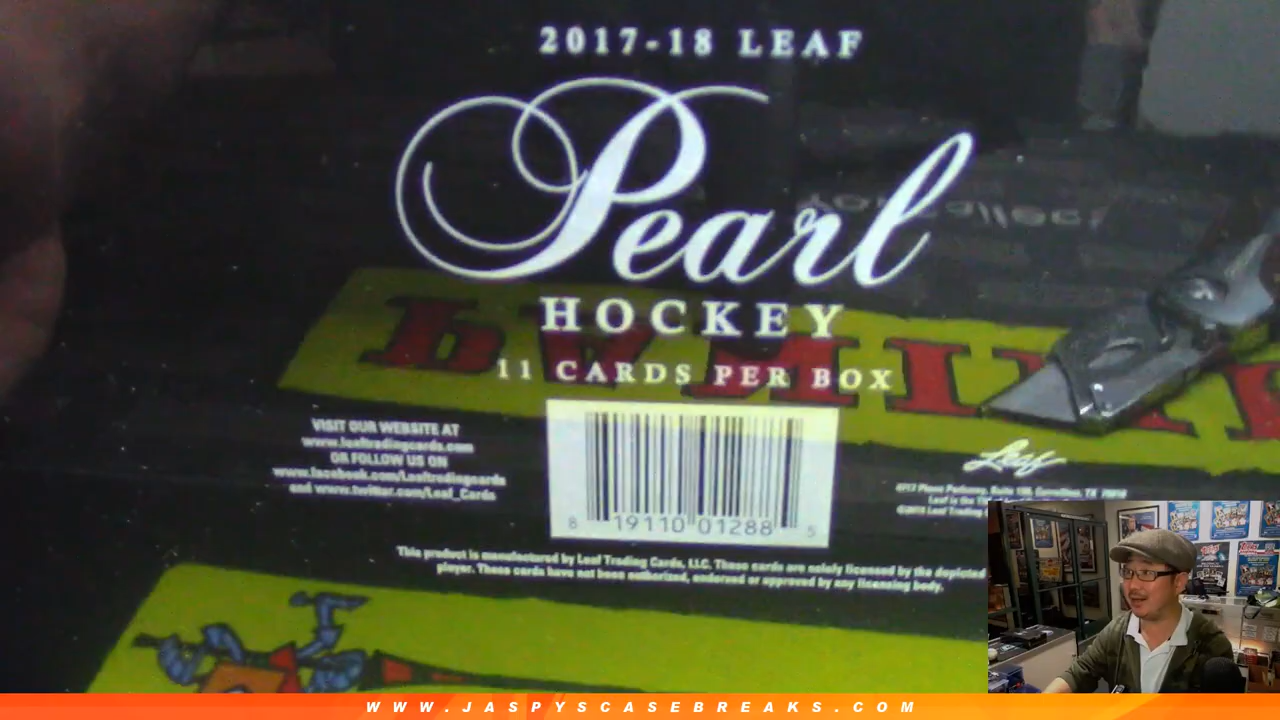 2017-18 LEAF
Pearl
HOCKEY
11 CARDS PER BOX
VISIT OUR WEBSITE AT
www.leaftradingcards.com
OR FOLLOW US ON
www.facebook.com/Leaftradingcards
and www.twitter.com/Leaf_Cards
8 19110 01288 5
Leaf
This product is manufactured by Leaf Trading Cards, LLC. These cards are solely licensed by the depicted
player. These cards have not been authorized, endorsed or approved by any licensing body.
WWW.JASPYSCASEBREAKS.COM